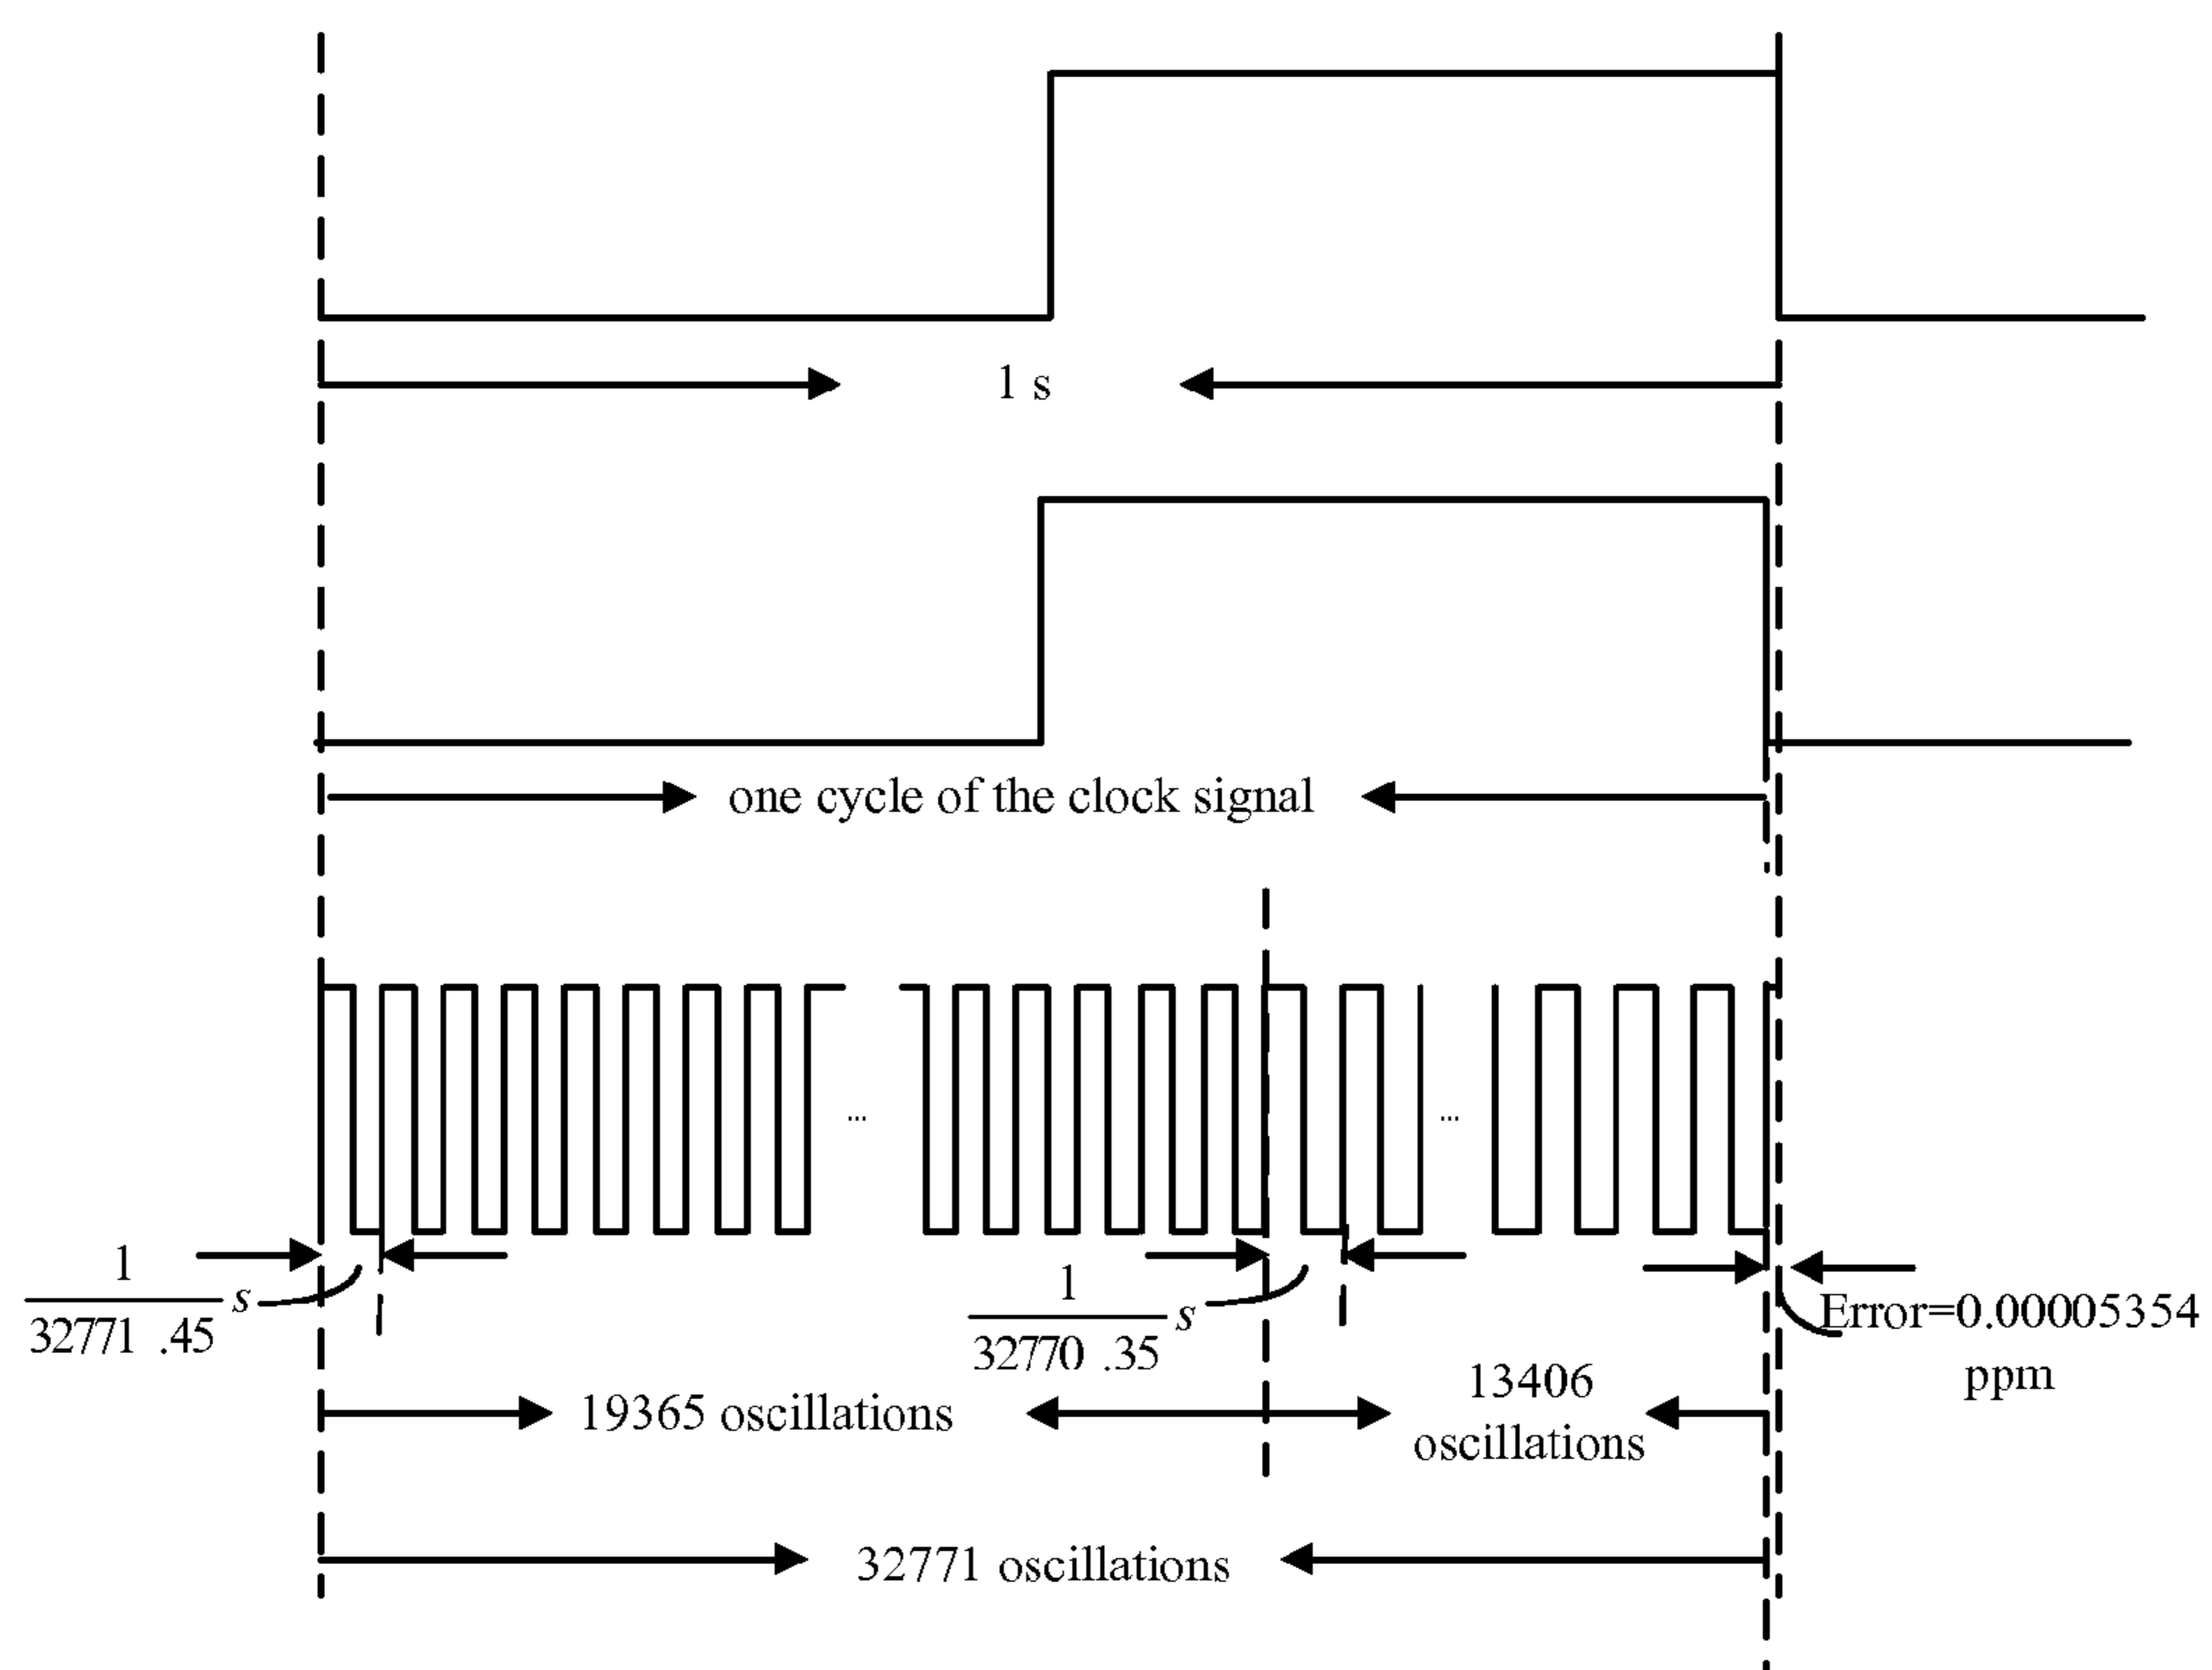 1 s
one cycle of the clock signal
...
...
1
32771 .45
s
1
32770 .35
s
Error=0.00005354
ppm
19365 oscillations
13406
oscillations
32771 oscillations